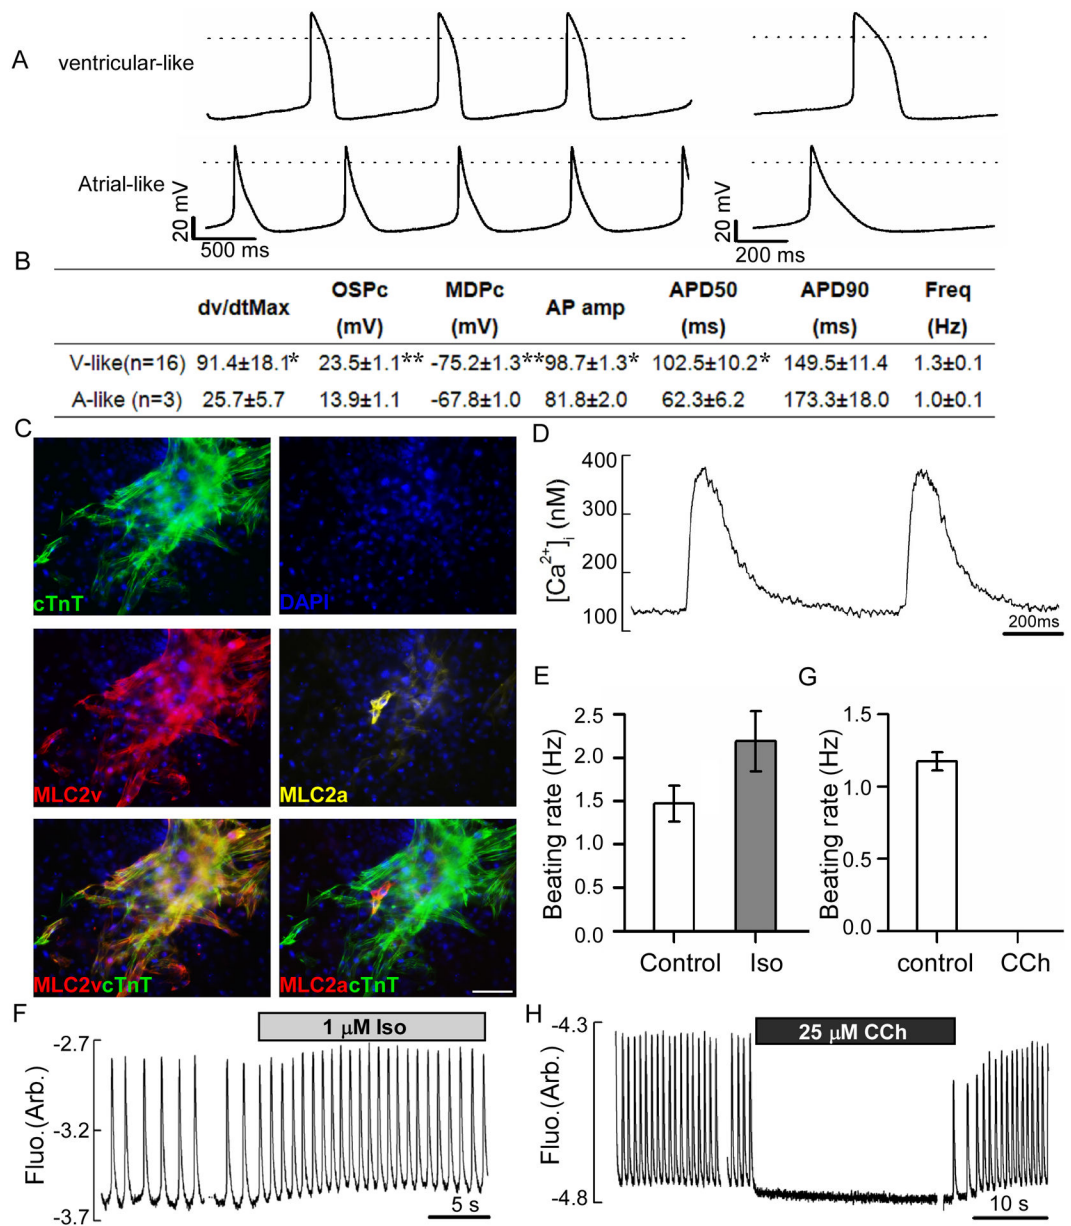 A
ventricular-like
Atrial-like
20 mV
500 ms
20 mV
200 ms
B
dv/dtMax OSPc (mV) MDPc (mV) AP amp APD50 (ms) APD90 (ms) Freq (Hz)
V-like(n=16) 91.4±18.1* 23.5±1.1** -75.2±1.3** 98.7±1.3* 102.5±10.2* 149.5±11.4 1.3±0.1
A-like (n=3) 25.7±5.7 13.9±1.1 -67.8±1.0 81.8±2.0 62.3±6.2 173.3±18.0 1.0±0.1
C
cTnT
DAPI
MLC2v
MLC2a
MLC2vcTnT
MLC2acTnT
D
[Ca2+]i (nM)
400
300
200
100
200ms
E
Beating rate (Hz)
2.5
2.0
1.5
1.0
0.5
0.0
Control Iso
G
Beating rate (Hz)
1.5
1.0
0.5
0.0
control CCh
F
1 μM Iso
Fluo.(Arb.)
-2.7
-3.2
-3.7
5 s
H
25 μM CCh
Fluo.(Arb.)
-4.3
-4.8
10 s